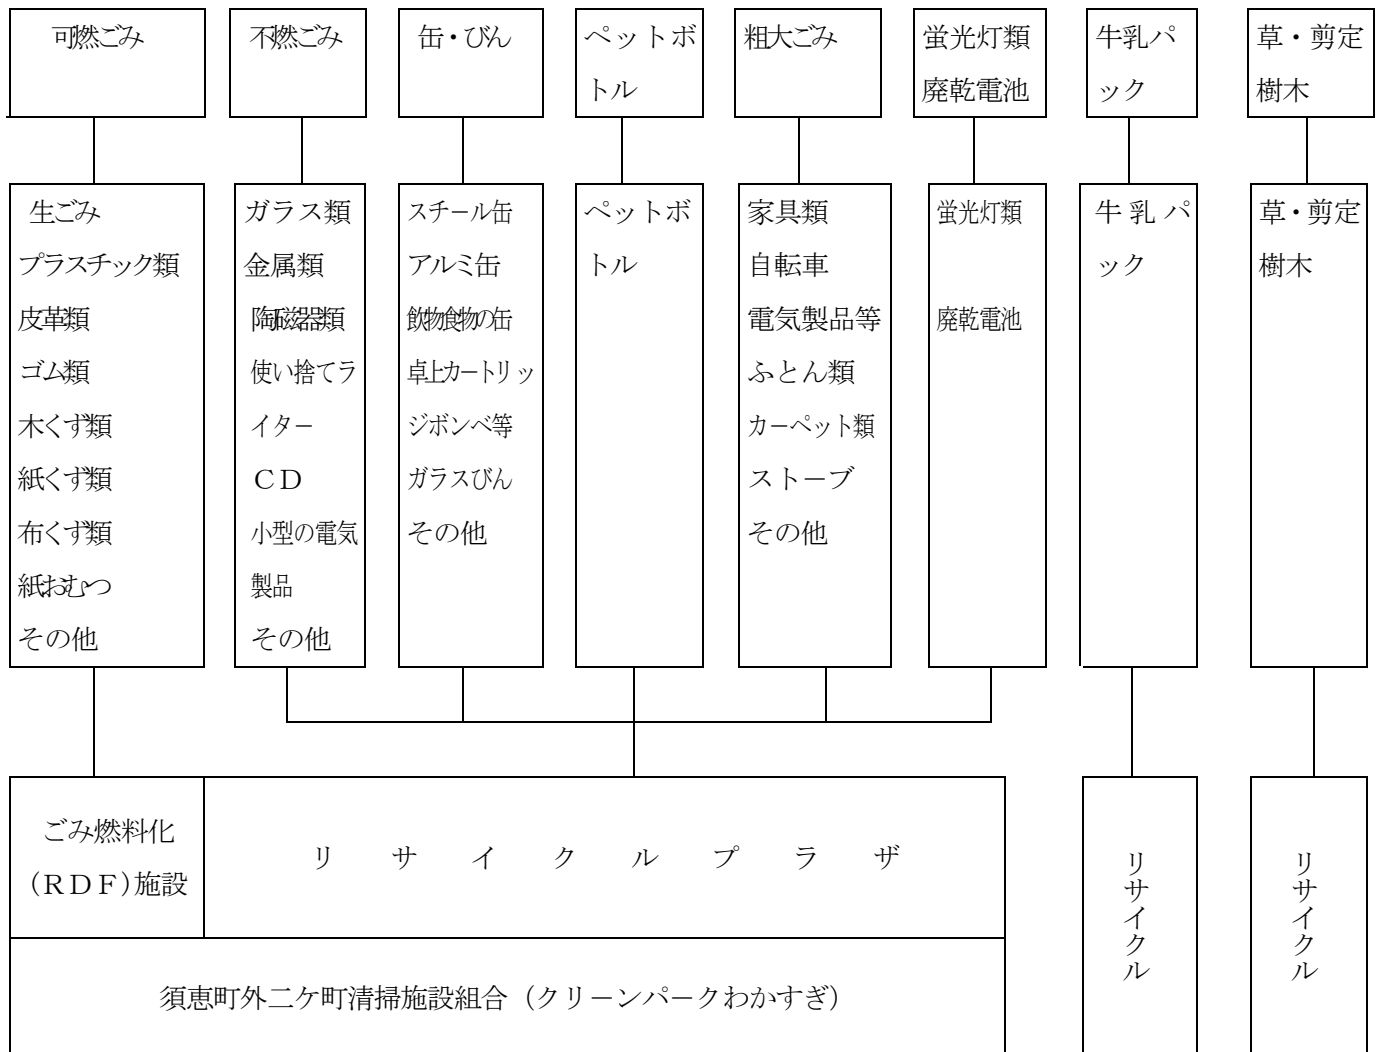 可燃ごみ
不燃ごみ
缶・びん
ペットボ
トル
粗大ごみ
蛍光灯類
廃乾電池
牛乳パ
ック
草・剪定
樹木
生ごみ
プラスチック類
皮革類
ゴム類
木くず類
紙くず類
布くず類
紙おむつ
その他
ガラス類
金属類
陶磁器類
使い捨てラ
イター
ＣＤ
小型の電気
製品
その他
スチール缶
アルミ缶
飲物食物の缶
卓上カートリッ
ジボンベ等
ガラスびん
その他
ペットボ
トル
家具類
自転車
電気製品等
ふとん類
カーペット類
ストーブ
その他
蛍光灯類
廃乾電池
牛乳パ
ック
草・剪定
樹木
ごみ燃料化
（ＲＤＦ）施設
リサイクルプラザ
須恵町外二ケ町清掃施設組合（クリーンパークわかすぎ）
リサイクル
リサイクル